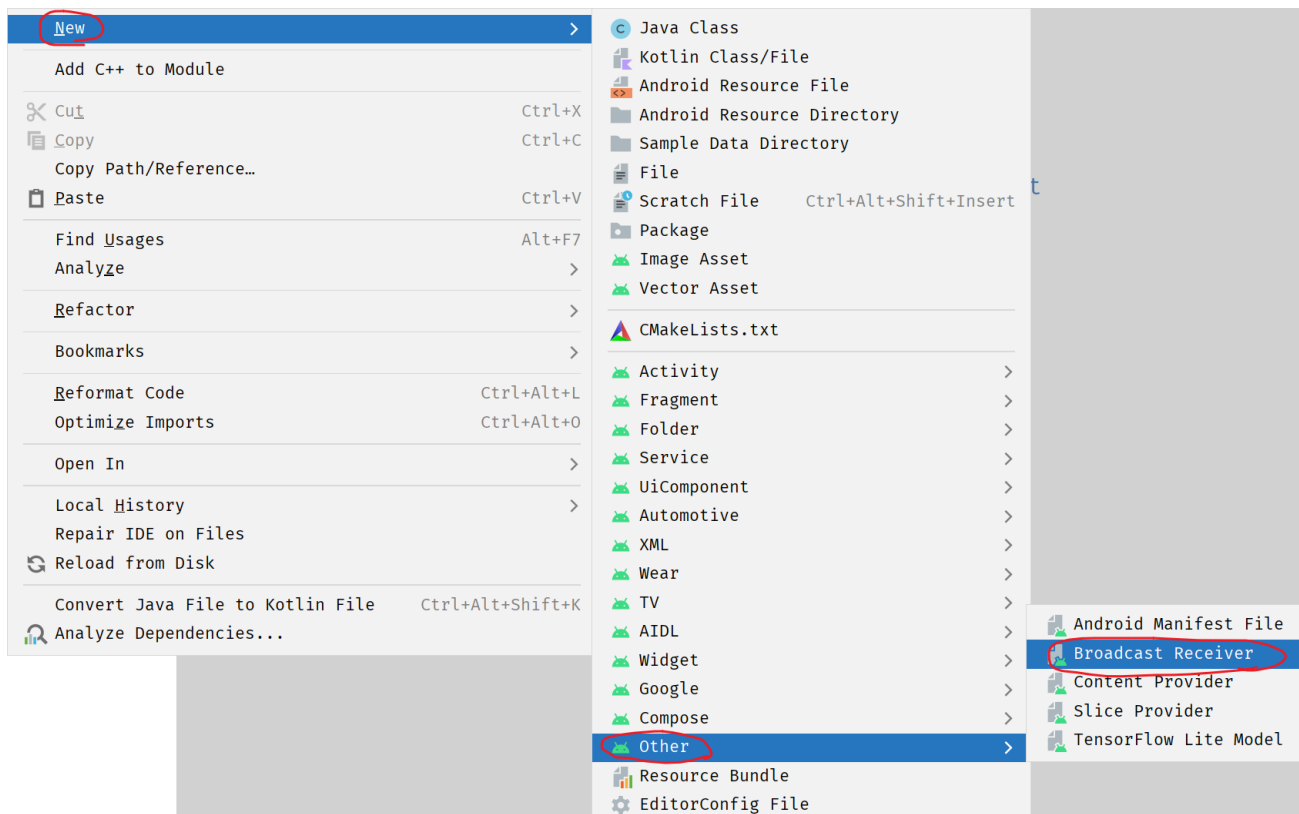 New
Add C++ to Module
Cut Ctrl+X
Copy Ctrl+C
Copy Path/Reference…
Paste Ctrl+V
Find Usages Alt+F7
Analyze
Refactor
Bookmarks
Reformat Code Ctrl+Alt+L
Optimize Imports Ctrl+Alt+O
Open In
Local History
Repair IDE on Files
Reload from Disk
Convert Java File to Kotlin File Ctrl+Alt+Shift+K
Analyze Dependencies...
Java Class
Kotlin Class/File
Android Resource File
Android Resource Directory
Sample Data Directory
File
Scratch File Ctrl+Alt+Shift+Insert
Package
Image Asset
Vector Asset
CMakeLists.txt
Activity
Fragment
Folder
Service
UiComponent
Automotive
XML
Wear
TV
AIDL
Widget
Google
Compose
Other
Resource Bundle
EditorConfig File
Android Manifest File
Broadcast Receiver
Content Provider
Slice Provider
TensorFlow Lite Model
t